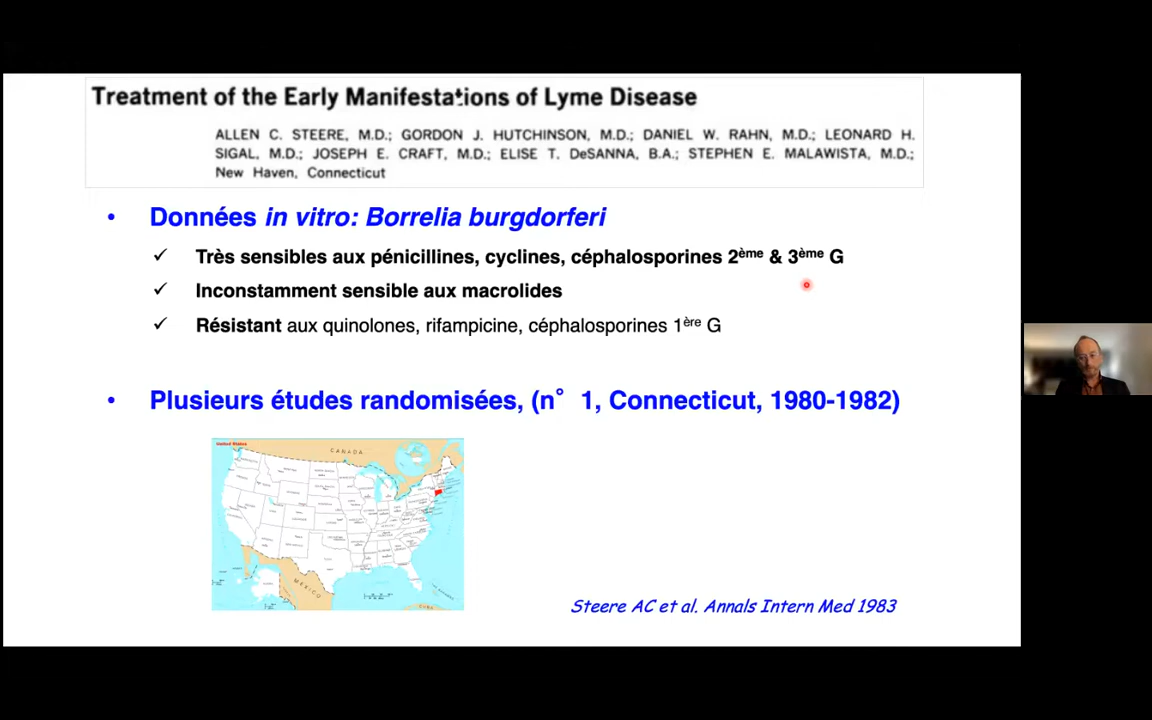 Treatment of the Early Manifestations of Lyme Disease
ALLEN C. STEERE, M.D.; GORDON J. HUTCHINSON, M.D.; DANIEL W. RAHN, M.D.; LEONARD H.
SIGAL, M.D.; JOSEPH E. CRAFT, M.D.; ELISE T. DeSANNA, B.A.; STEPHEN E. MALAWISTA, M.D.;
New Haven, Connecticut
• Données in vitro: Borrelia burgdorferi
✓ Très sensibles aux pénicillines, cyclines, céphalosporines 2ème & 3ème G
✓ Inconstamment sensible aux macrolides
✓ Résistant aux quinolones, rifampicine, céphalosporines 1ère G
• Plusieurs études randomisées, (n° 1, Connecticut, 1980-1982)
United States
CANADA
MEXICO
Steere AC et al. Annals Intern Med 1983